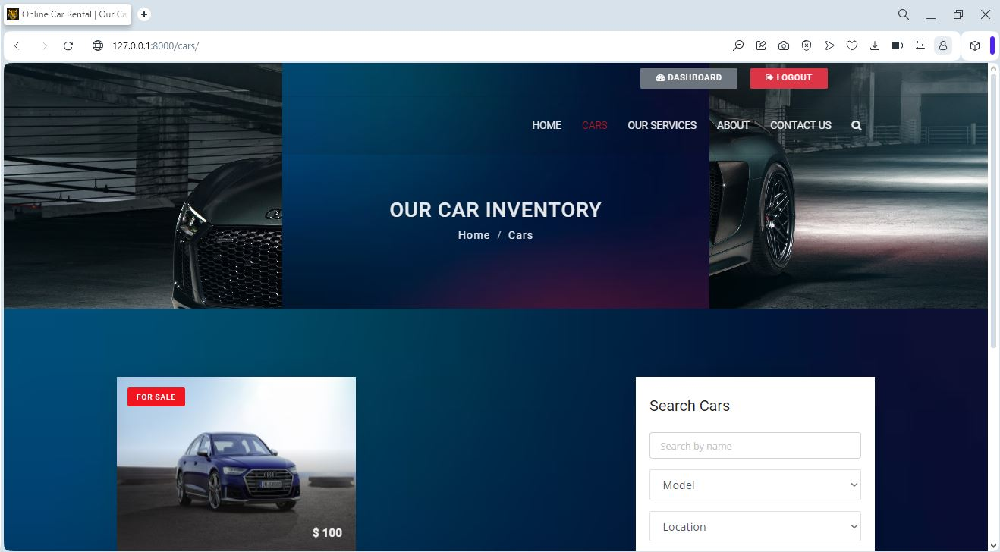 Online Car Rental | Our Ca
127.0.0.1:8000/cars/
DASHBOARD
LOGOUT
HOME
CARS
OUR SERVICES
ABOUT
CONTACT US
OUR CAR INVENTORY
Home / Cars
FOR SALE
$ 100
Search Cars
Search by name
Model
Location